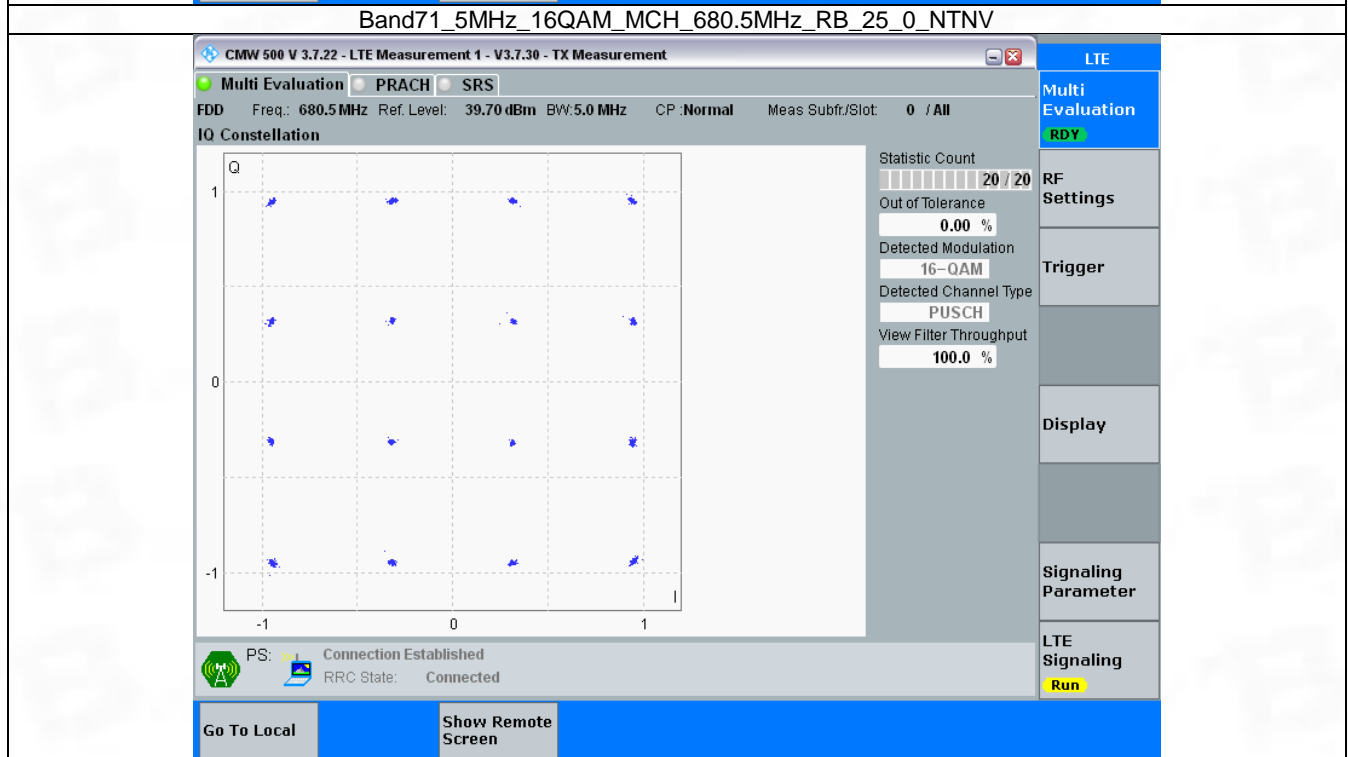 Band71_5MHz_16QAM_MCH_680.5MHz_RB_25_0_NTNV
CMW 500 V 3.7.22 - LTE Measurement 1 - V3.7.30 - TX Measurement
LTE
Multi Evaluation PRACH SRS
Multi
Evaluation
RDY
FDD Freq.: 680.5 MHz Ref. Level: 39.70 dBm BW:5.0 MHz CP :Normal Meas Subfr./Slot: 0 / All
IQ Constellation
Q
1
0
-1
I
-1 0 1
Statistic Count
20 / 20
Out of Tolerance
0.00 %
Detected Modulation
16-QAM
Detected Channel Type
PUSCH
View Filter Throughput
100.0 %
RF
Settings
Trigger
Display
Signaling
Parameter
LTE
Signaling
Run
PS: Connection Established
RRC State: Connected
Go To Local
Show Remote
Screen